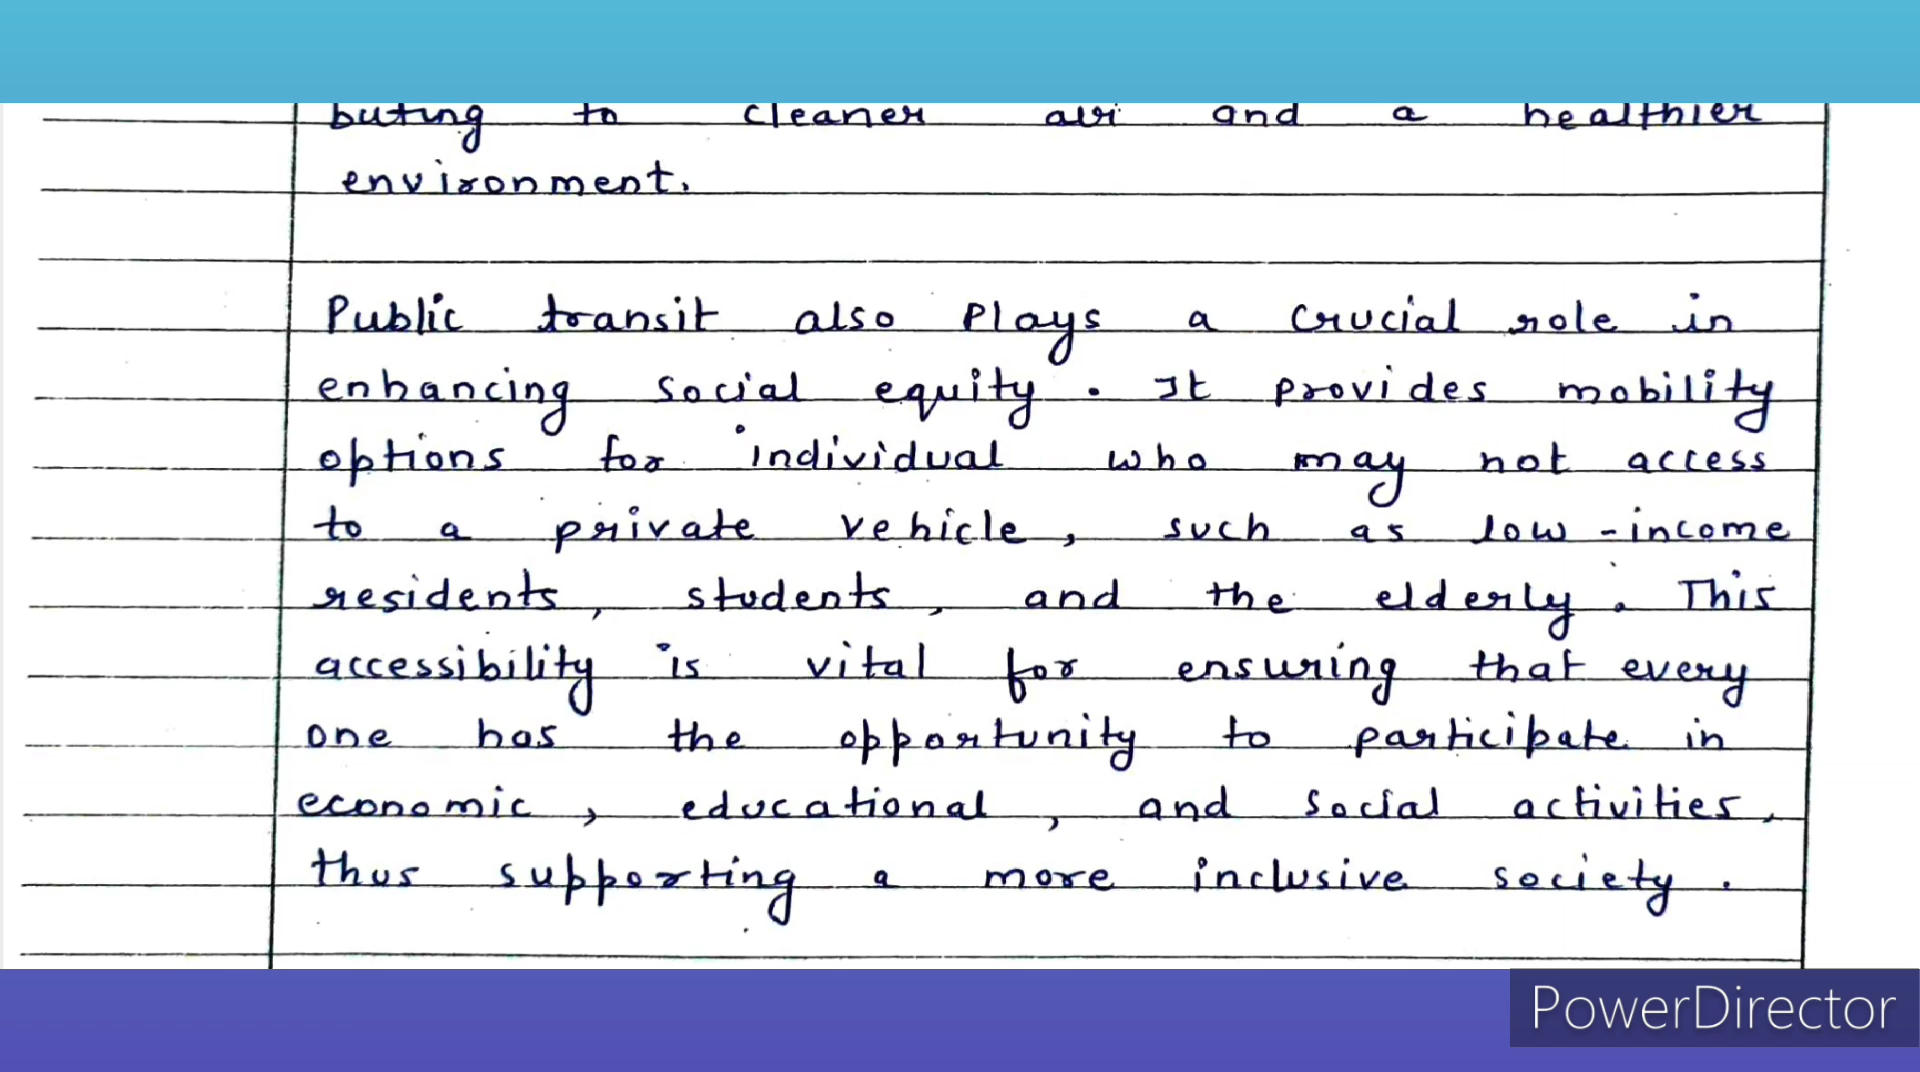 buting to cleaner air and a healthier
environment.
Public transit also plays a crucial role in
enhancing social equity. It provides mobility
options for individual who may not access
to a private vehicle, such as low-income
residents, students, and the elderly. This
accessibility is vital for ensuring that every
one has the opportunity to participate in
economic, educational, and social activities,
thus supporting a more inclusive society.
PowerDirector